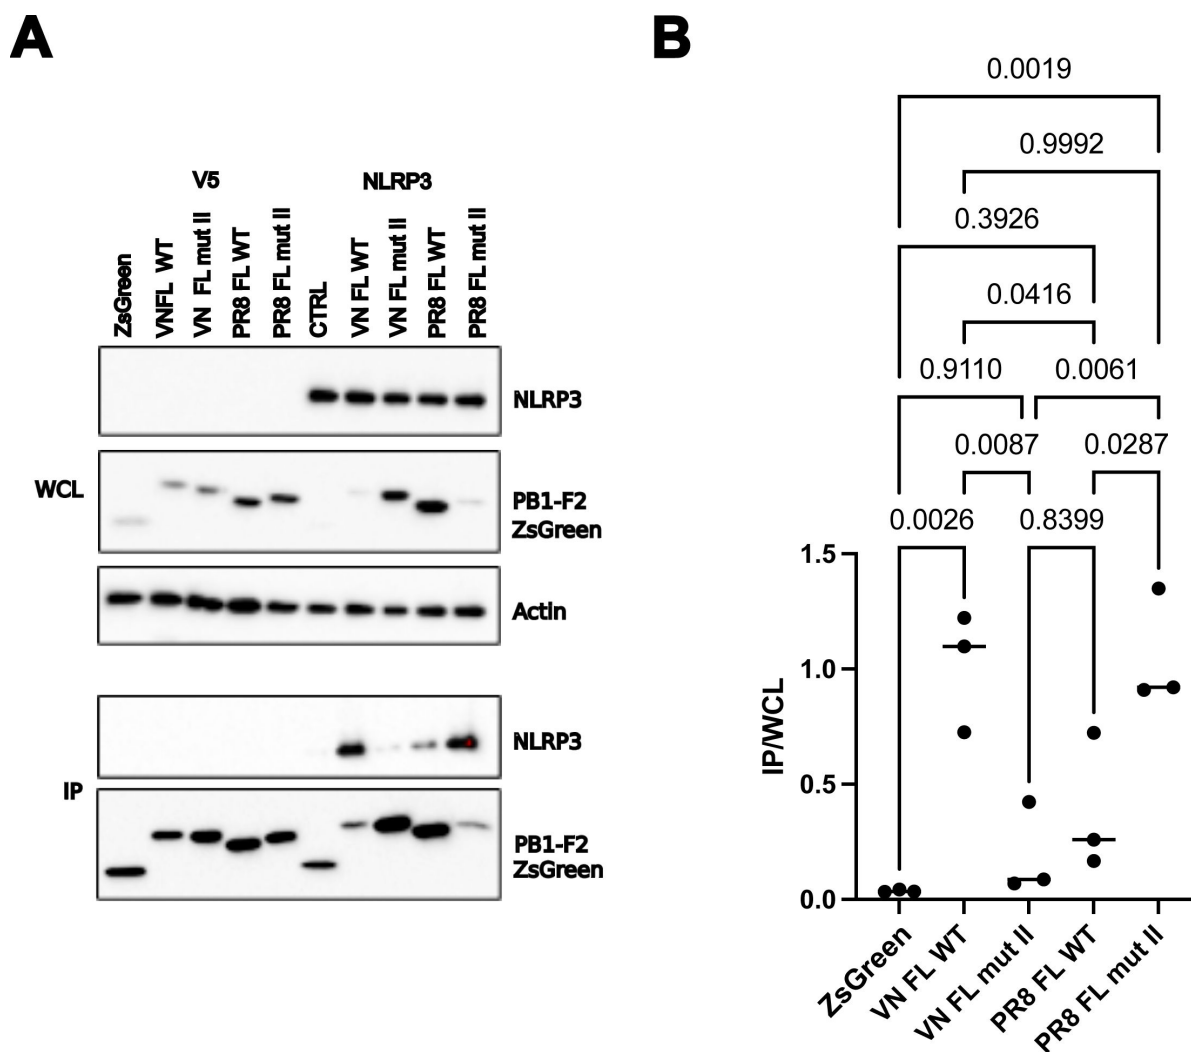 A
V5
NLRP3
ZsGreen
VNFL WT
VN FL mut II
PR8 FL WT
PR8 FL mut II
CTRL
VN FL WT
VN FL mut II
PR8 FL WT
PR8 FL mut II
NLRP3
WCL
PB1-F2
ZsGreen
Actin
NLRP3
IP
PB1-F2
ZsGreen
B
0.0019
0.9992
0.3926
0.0416
0.9110
0.0061
0.0087
0.0287
0.0026
0.8399
1.5
1.0
0.5
0.0
IP/WCL
ZsGreen
VN FL WT
VN FL mut II
PR8 FL WT
PR8 FL mut II